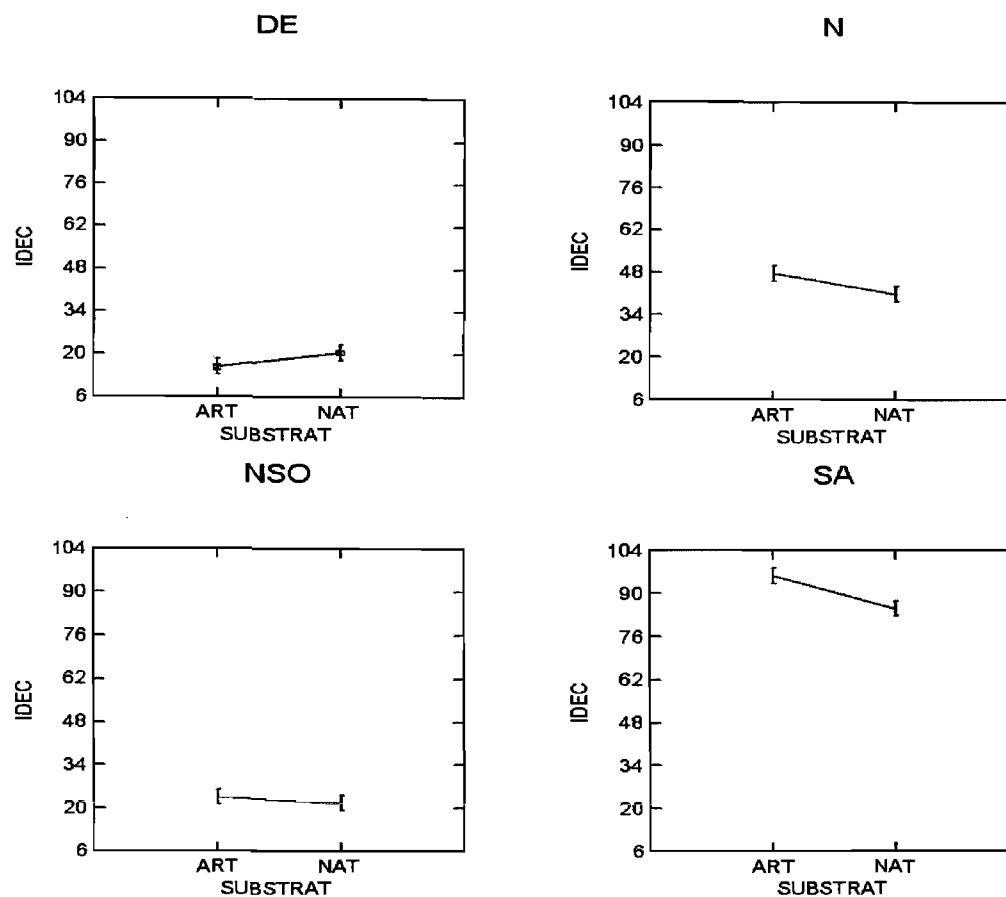 DE
104
90
76
62
48
34
20
6
IDEC
ART NAT
SUBSTRAT
N
104
90
76
62
48
34
20
6
IDEC
ART NAT
SUBSTRAT
NSO
104
90
76
62
48
34
20
6
IDEC
ART NAT
SUBSTRAT
SA
104
90
76
62
48
34
20
6
IDEC
ART NAT
SUBSTRAT